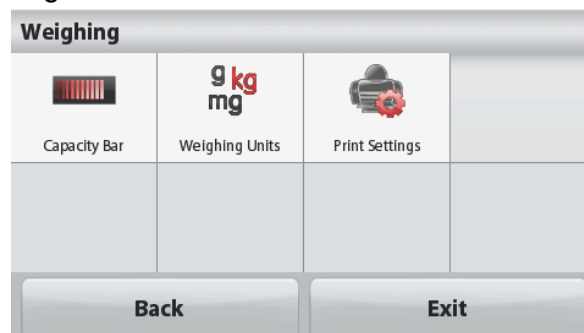 Weighing
g kg
mg
Capacity Bar
Weighing Units
Print Settings
Back
Exit